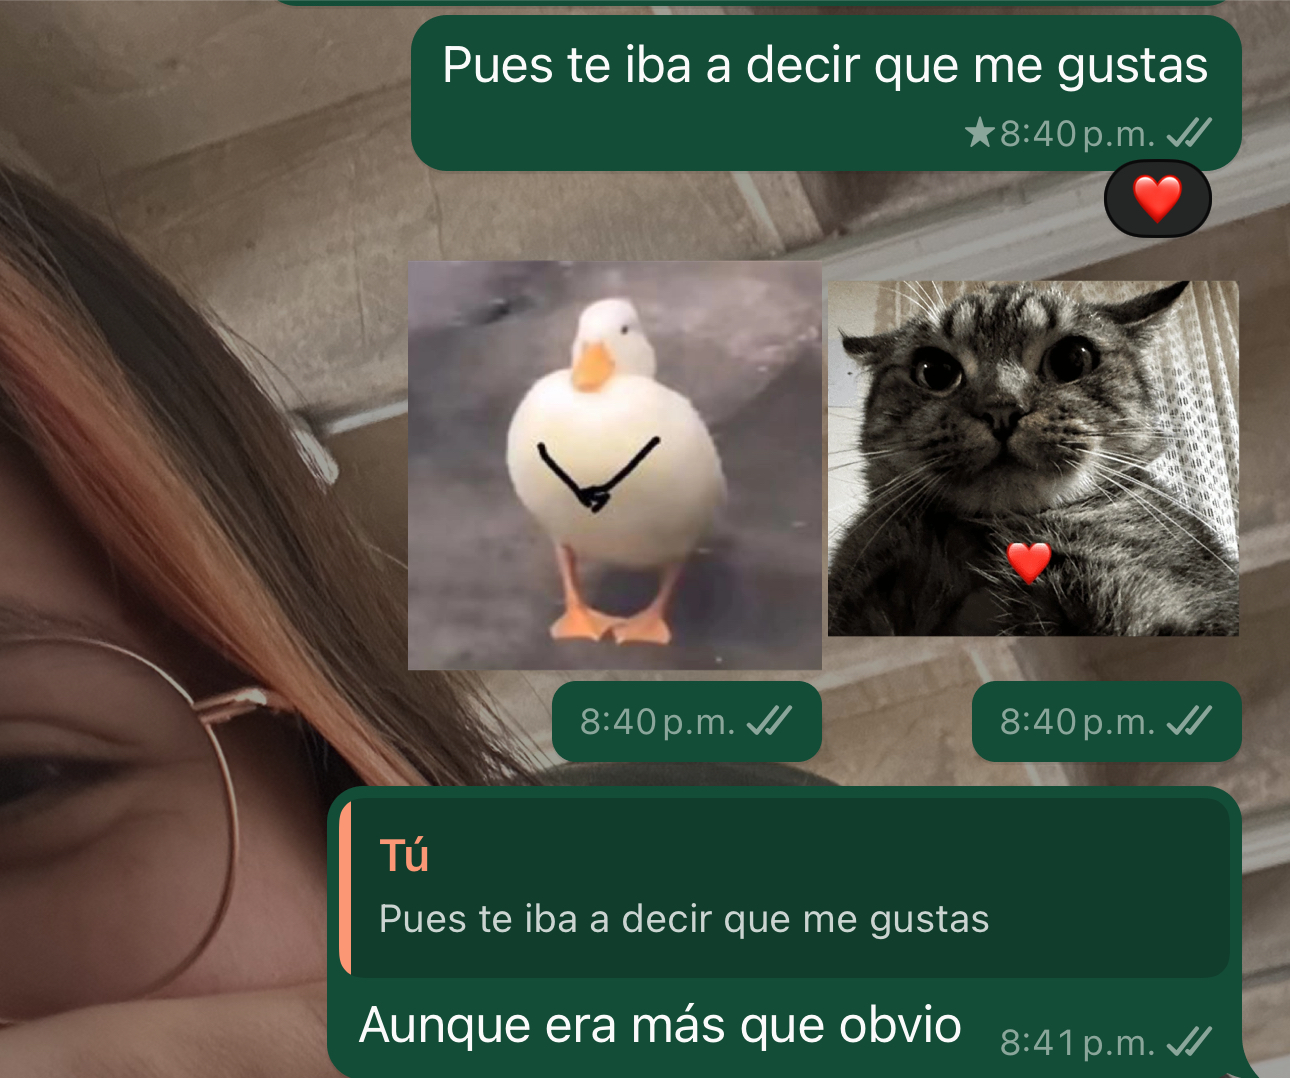 Pues te iba a decir que me gustas
★8:40 p.m.
8:40 p.m.
8:40 p.m.
Tú
Pues te iba a decir que me gustas
Aunque era más que obvio
8:41 p.m.